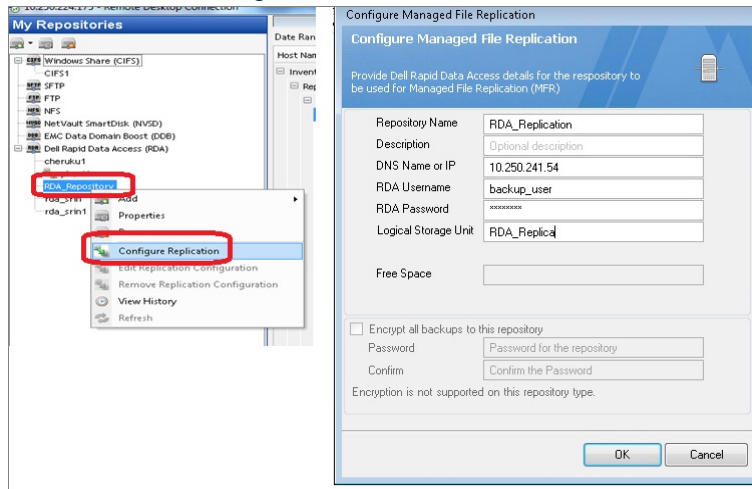 10.250.224.175 - Remote Desktop Connection
My Repositories
Windows Share (CIFS)
CIFS1
SFTP
FTP
NFS
NetVault SmartDisk (NVSD)
EMC Data Domain Boost (DDB)
Dell Rapid Data Access (RDA)
cheruku1
RDA_Repository
rda_srin
rda_srin1
Add
Properties
Configure Replication
Edit Replication Configuration
Remove Replication Configuration
View History
Refresh
Date Ran
Host Nam
Invent
Rep
Configure Managed File Replication
Configure Managed File Replication
Provide Dell Rapid Data Access details for the respository to
be used for Managed File Replication (MFR)
Repository Name RDA_Replication
Description Optional description
DNS Name or IP 10.250.241.54
RDA Username backup_user
RDA Password xxxxxxxx
Logical Storage Unit RDA_Replica
Free Space
Encrypt all backups to this repository
Password Password for the repository
Confirm Confirm the Password
Encryption is not supported on this repository type.
OK Cancel